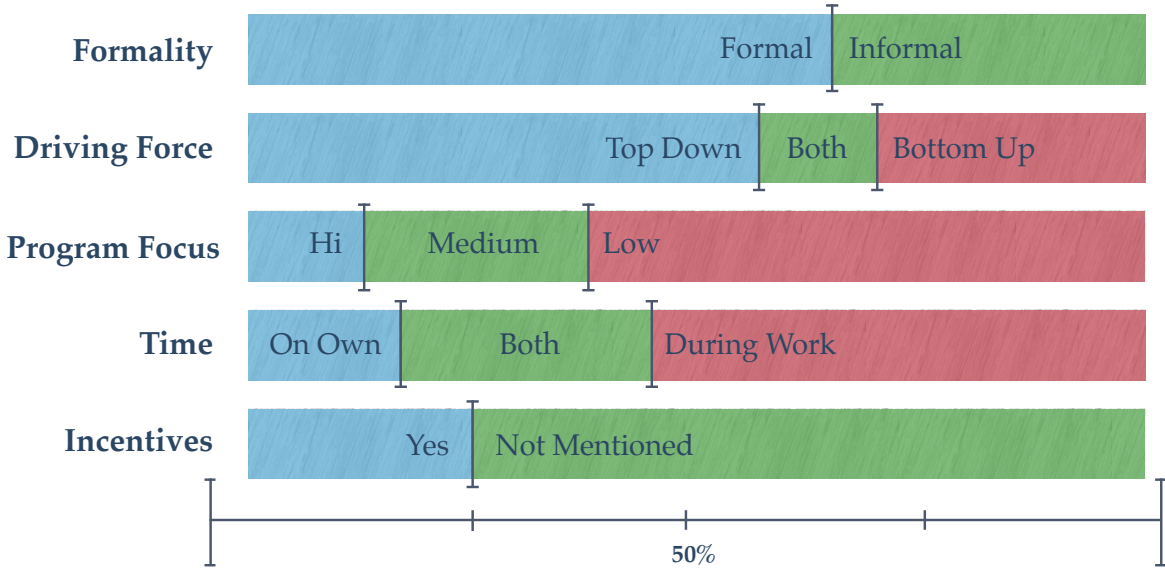 Formality
Formal
Informal
Driving Force
Top Down
Both
Bottom Up
Program Focus
Hi
Medium
Low
Time
On Own
Both
During Work
Incentives
Yes
Not Mentioned
50%